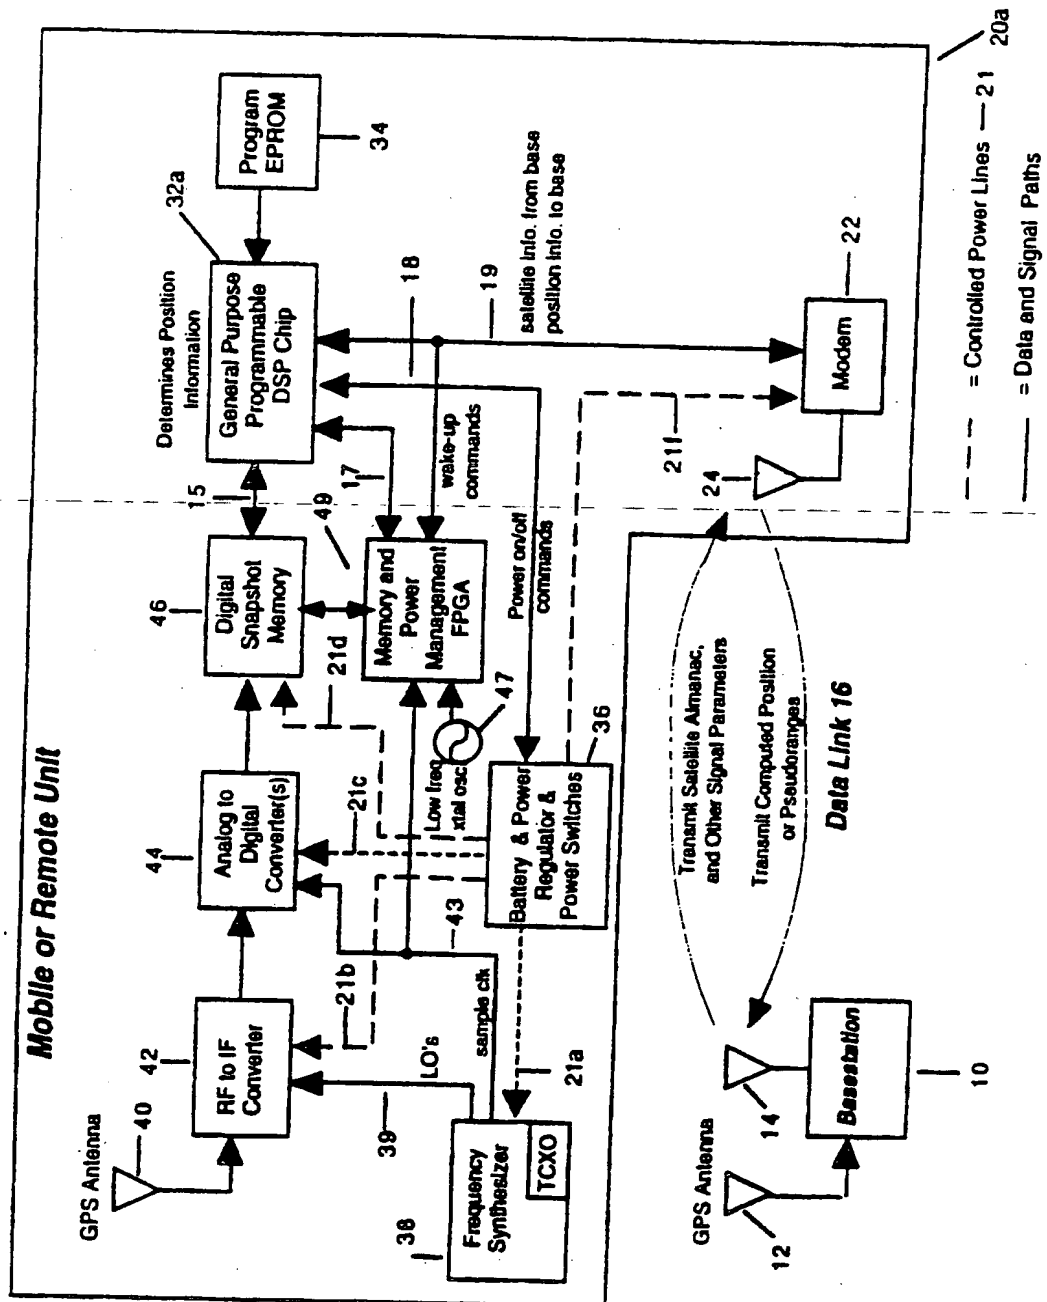 Mobile or Remote Unit
GPS Antenna
40
42
RF to IF
Converter
44
Analog to
Digital
Converter(s)
46
Digital
Snapshot
Memory
15
Determines Position
Information
32a
General Purpose
Programmable
DSP Chip
Program
EPROM
34
39
LO's
21b
43
sample clk
21c
21d
49
Memory and
Power
Management
FPGA
17
18
wake-up
commands
19
satellite info. from base
position info. to base
Low freq
xtal osc
47
38
Frequency
Synthesizer
TCXO
21a
Battery & Power
Regulator &
Power Switches
36
Power on/off
commands
21f
24
Modem
22
20a
GPS Antenna
12
14
Basestation
10
Transmit Satellite Almanac,
and Other Signal Parameters
Transmit Computed Position
or Pseudoranges
Data Link 16
= Controlled Power Lines 21
= Data and Signal Paths